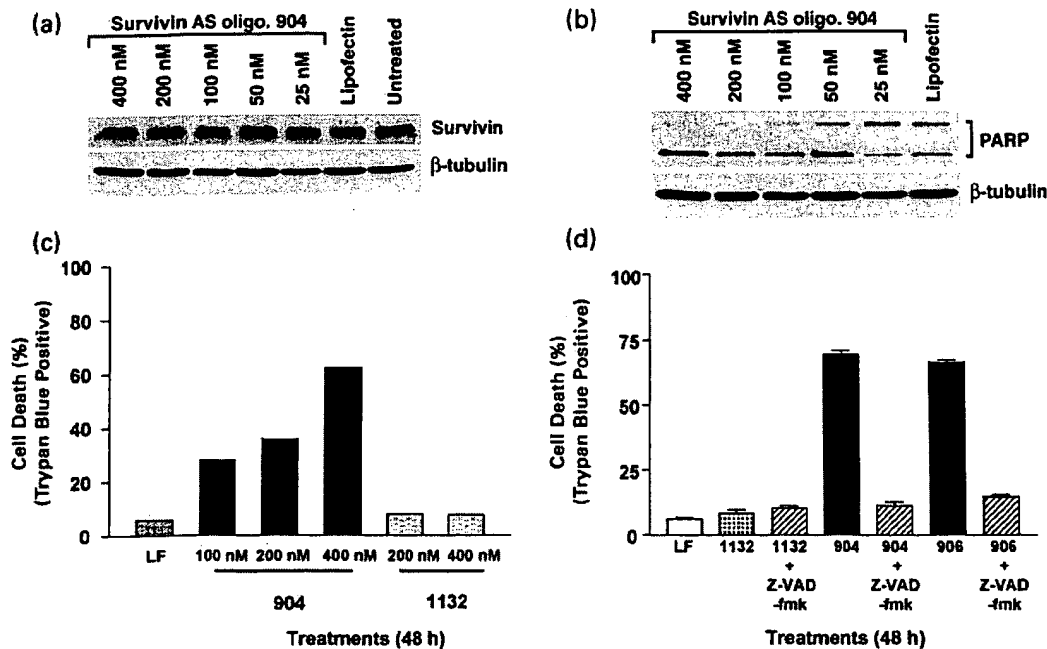 (a)
Survivin AS oligo. 904
400 nM
200 nM
100 nM
50 nM
25 nM
Lipofectin
Untreated
Survivin
β-tubulin
(b)
Survivin AS oligo. 904
400 nM
200 nM
100 nM
50 nM
25 nM
Lipofectin
PARP
β-tubulin
(c)
Cell Death (%)
(Trypan Blue Positive)
100
80
60
40
20
0
LF
100 nM 200 nM 400 nM 200 nM 400 nM
904
1132
Treatments (48 h)
(d)
Cell Death (%)
(Trypan Blue Positive)
100
75
50
25
0
LF 1132 1132 904 904 906 906
+ + +
Z-VAD Z-VAD Z-VAD
-fmk -fmk -fmk
Treatments (48 h)